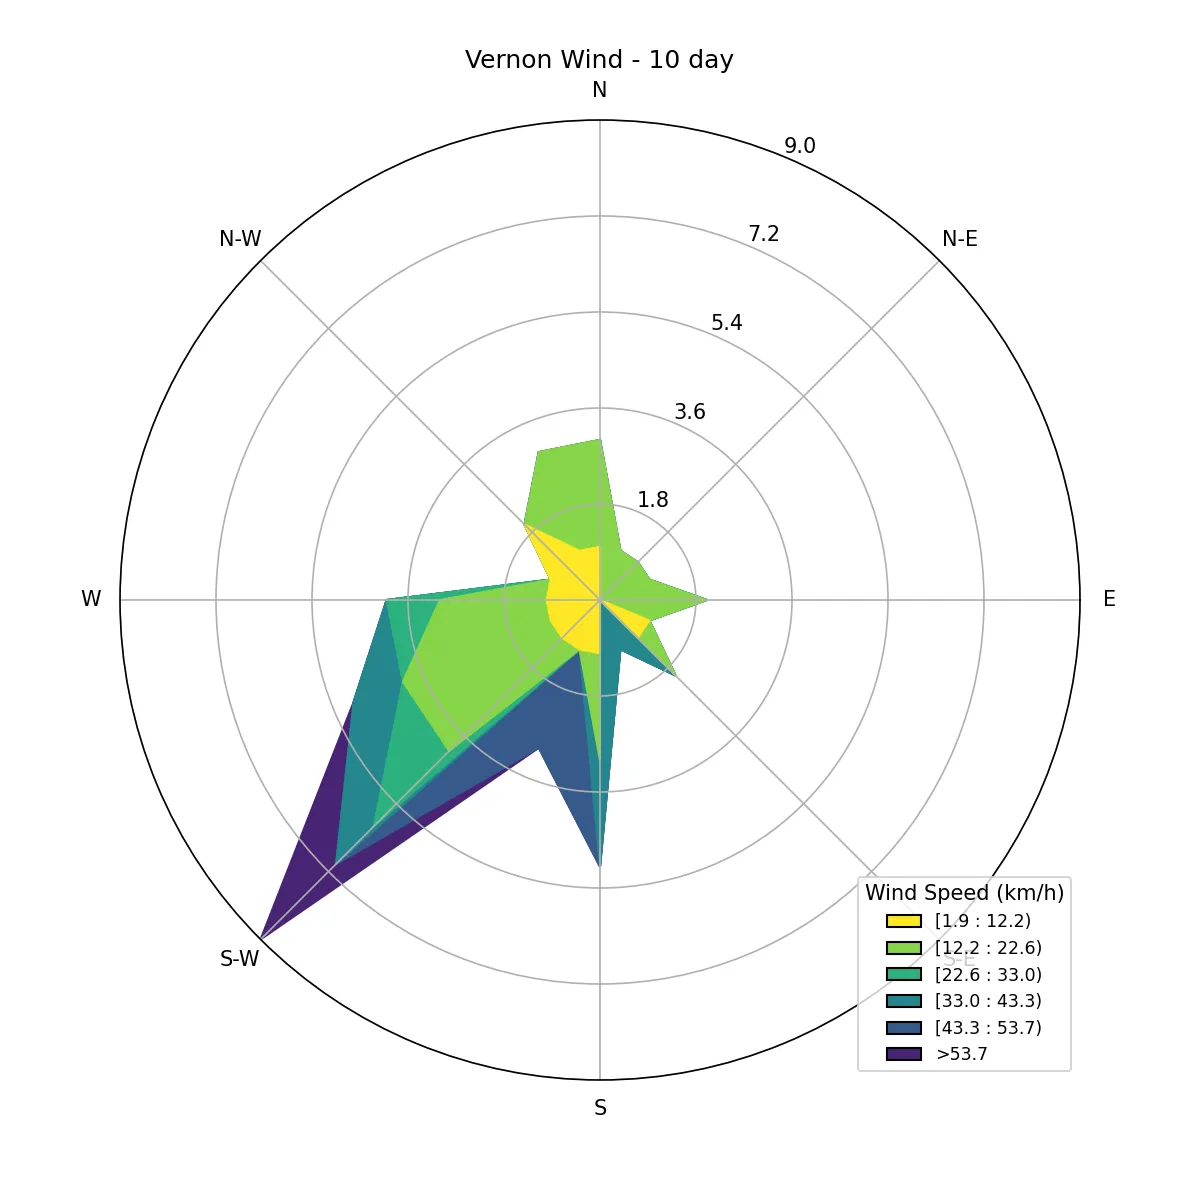 Vernon Wind - 10 day
N
9.0
N-W
N-E
7.2
5.4
3.6
1.8
W
E
S-W
S-E
S
Wind Speed (km/h)
[1.9 : 12.2)
[12.2 : 22.6)
[22.6 : 33.0)
[33.0 : 43.3)
[43.3 : 53.7)
>53.7